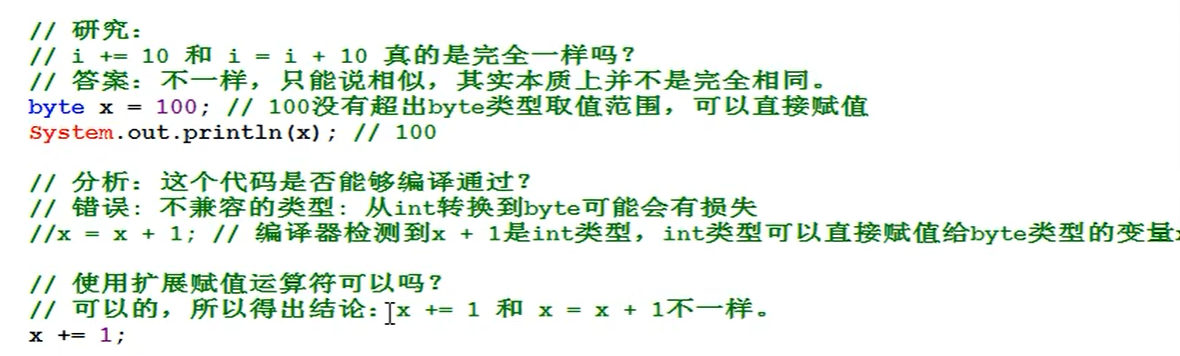 // 研究：
// i += 10 和 i = i + 10 真的是完全一样吗？
// 答案：不一样，只能说相似，其实本质上并不是完全相同。
byte x = 100; // 100没有超出byte类型取值范围，可以直接赋值
System.out.println(x); // 100
// 分析：这个代码是否能够编译通过？
// 错误: 不兼容的类型: 从int转换到byte可能会有损失
//x = x + 1; // 编译器检测到x + 1是int类型，int类型可以直接赋值给byte类型的变量x
// 使用扩展赋值运算符可以吗？
// 可以的，所以得出结论：x += 1 和 x = x + 1不一样。
x += 1;